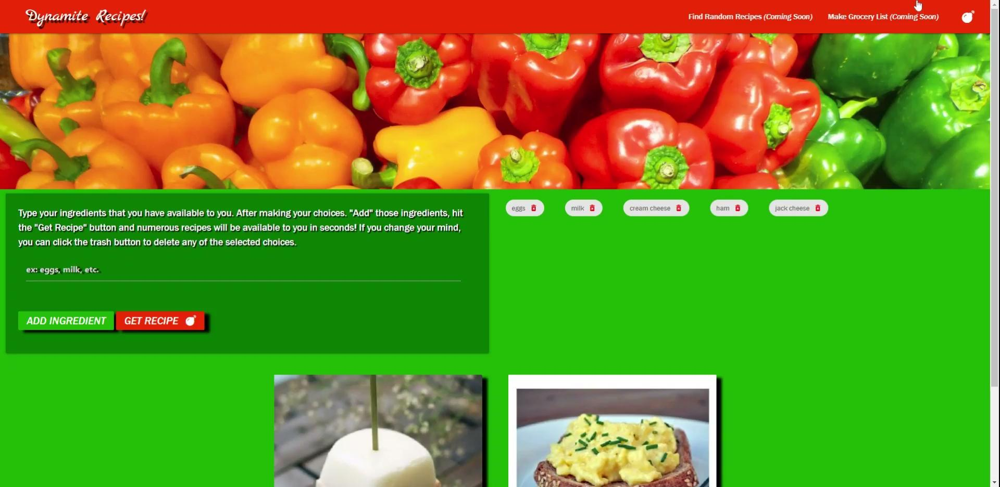 Dynamite Recipes!
Find Random Recipes (Coming Soon)
Make Grocery List (Coming Soon)
Type your ingredients that you have available to you. After making your choices. "Add" those ingredients, hit
the "Get Recipe" button and numerous recipes will be available to you in seconds! If you change your mind,
you can click the trash button to delete any of the selected choices.
ex: eggs, milk, etc.
ADD INGREDIENT
GET RECIPE
eggs
milk
cream cheese
ham
jack cheese